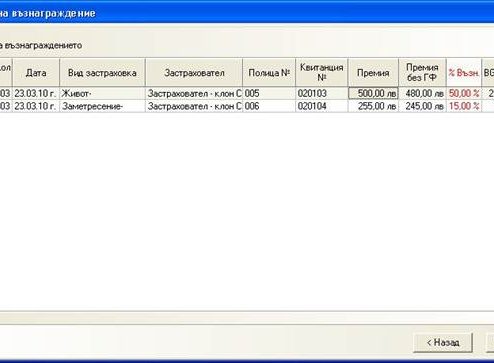 на възнаграждение
а възнаграждението
ол Дата Вид застраховка Застраховател Полица № Квитанция № Премия Премия без ГФ % Възн. BG
03 23.03.10 г. Живот- Застраховател - клон С 005 020103 500,00 лв 480,00 лв 50,00 % 2
03 23.03.10 г. Заметресение- Застраховател - клон С 006 020104 255,00 лв 245,00 лв 15,00 %
< Назад